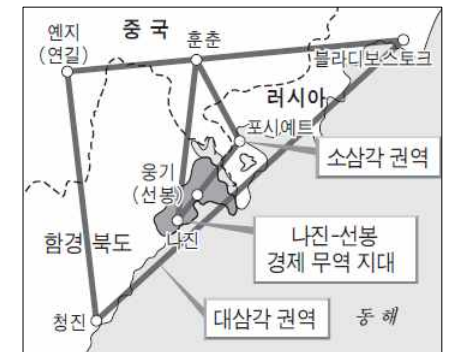 중국
옌지
(연길)
훈춘
블라디보스토크
러시아
포시예트
소삼각 권역
웅기
(선봉)
나진
나진-선봉
경제 무역 지대
함경 북도
청진
대삼각 권역
동해